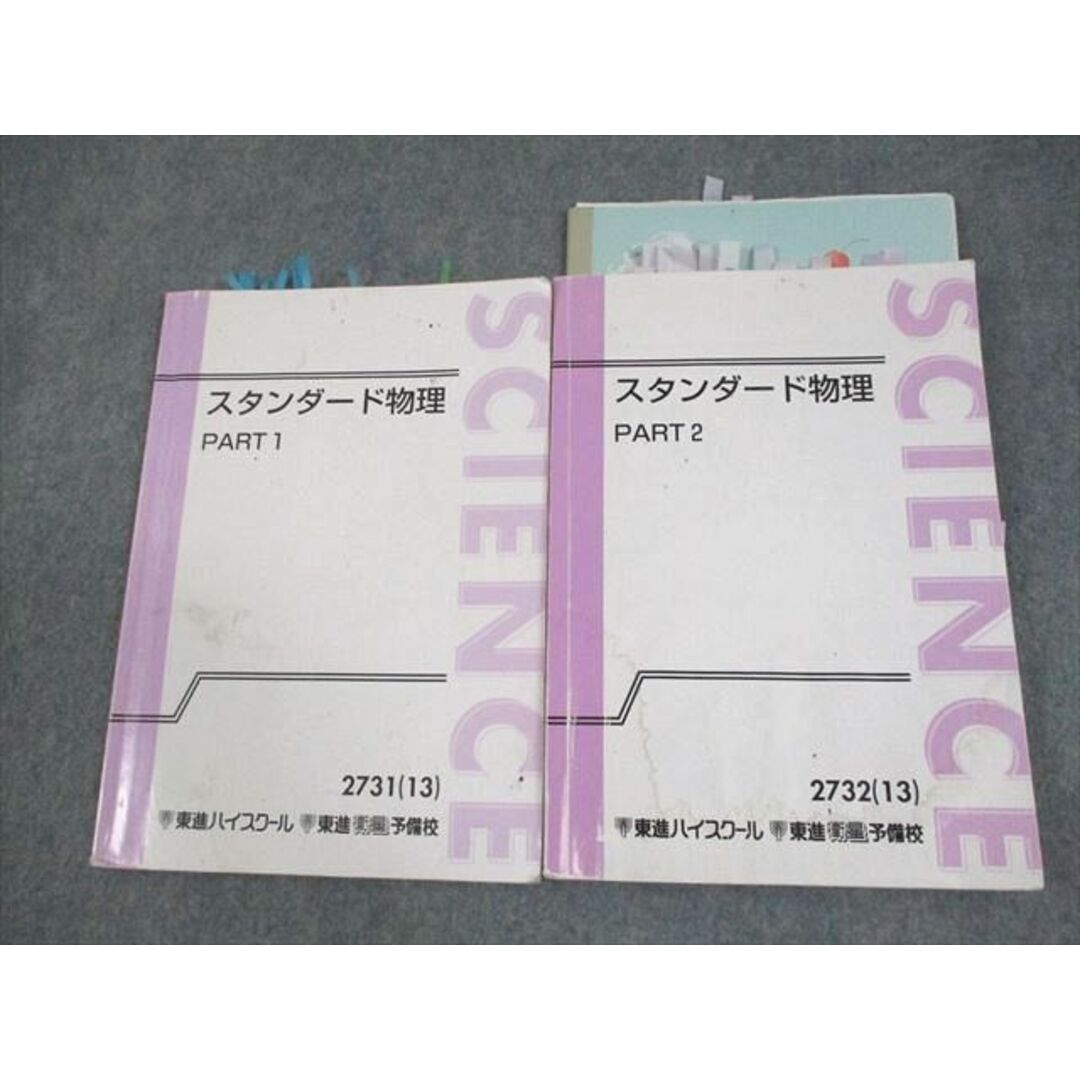 スタンダード物理
PART 1
SCIENCE
2731(13)
東進ハイスクール 東進衛星予備校
スタンダード物理
PART 2
SCIENCE
2732(13)
東進ハイスクール 東進衛星予備校